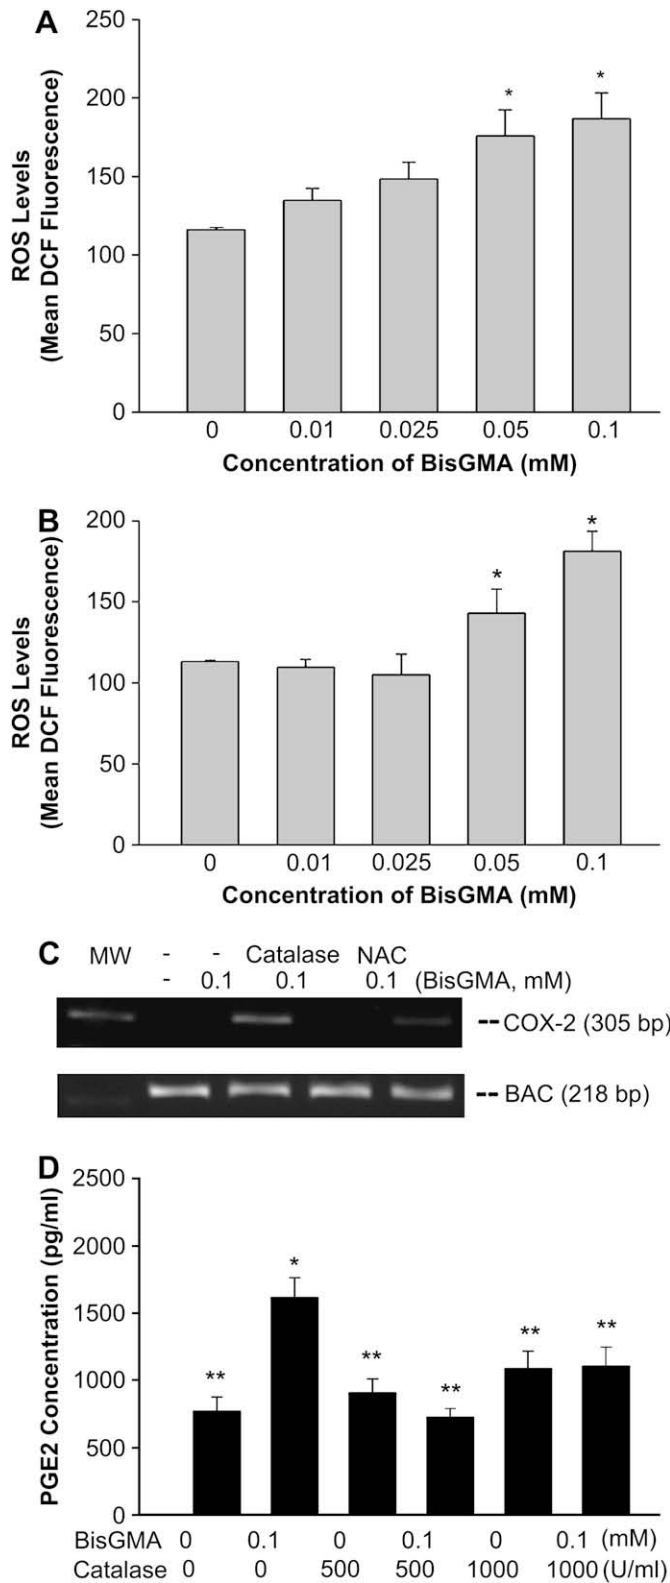 A
250
200
150
100
50
0
ROS Levels
(Mean DCF Fluorescence)
* *
0 0.01 0.025 0.05 0.1
Concentration of BisGMA (mM)
B
200
150
100
50
0
ROS Levels
(Mean DCF Fluorescence)
* *
0 0.01 0.025 0.05 0.1
Concentration of BisGMA (mM)
C MW - - Catalase NAC
- 0.1 0.1 0.1 (BisGMA, mM)
--COX-2 (305 bp)
-- BAC (218 bp)
D
2500
2000
1500
1000
500
0
PGE2 Concentration (pg/ml)
** * ** ** ** **
BisGMA 0 0.1 0 0.1 0 0.1 (mM)
Catalase 0 0 500 500 1000 1000 (U/ml)